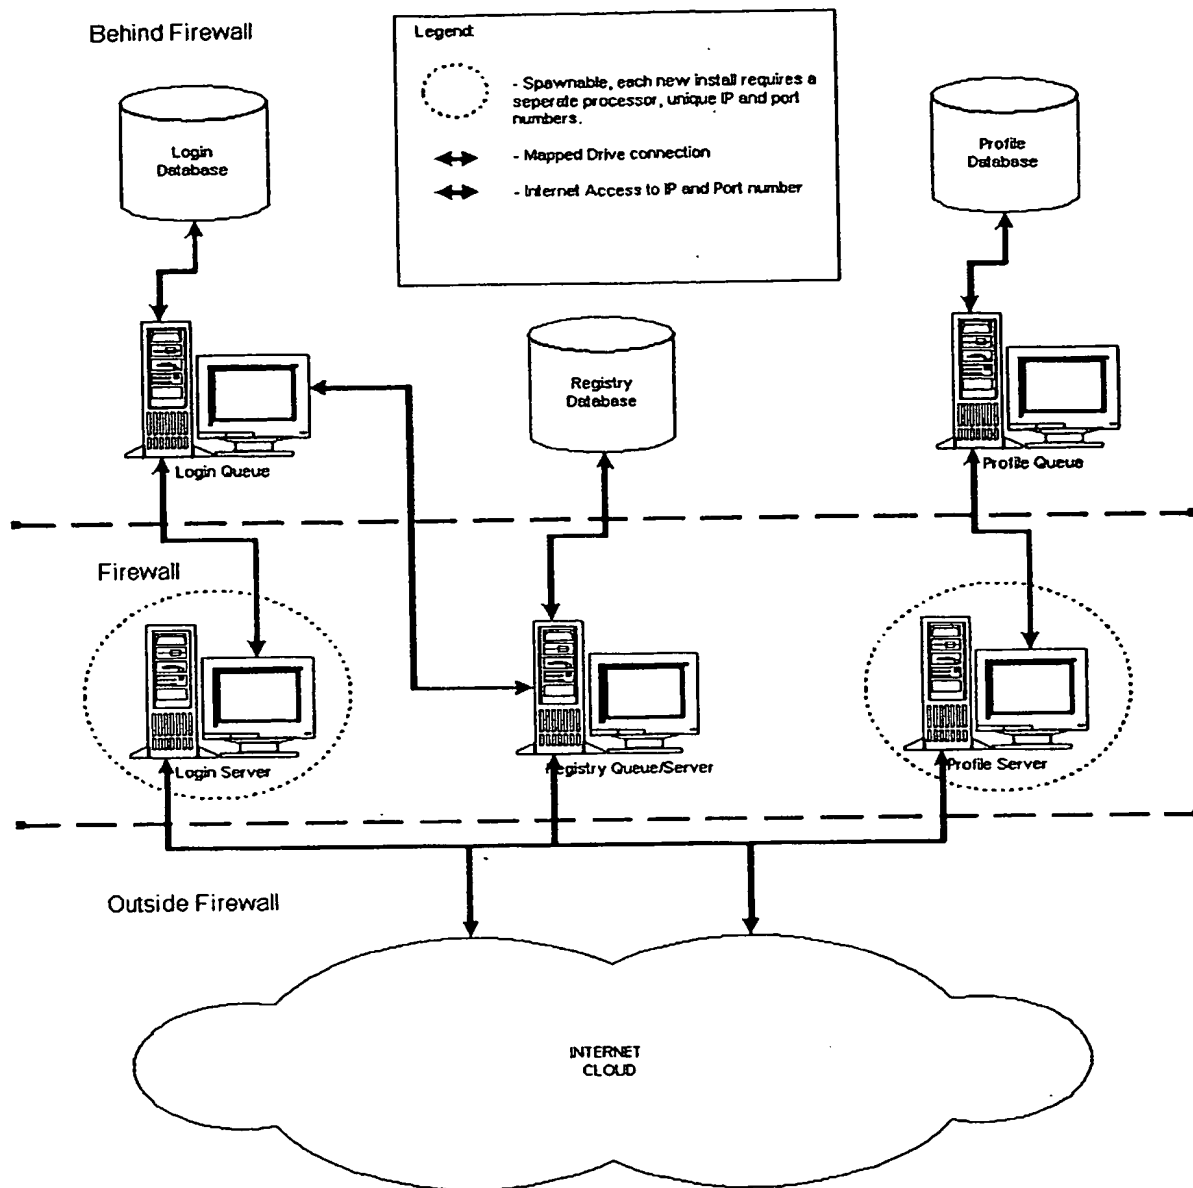 Behind Firewall
Legend:
- Spawnable, each new install requires a
seperate processor, unique IP and port
numbers.
- Mapped Drive connection
- Internet Access to IP and Port number
Login
Database
Profile
Database
Registry
Database
Login Queue
Profile Queue
Firewall
Login Server
Registry Queue/Server
Profile Server
Outside Firewall
INTERNET
CLOUD